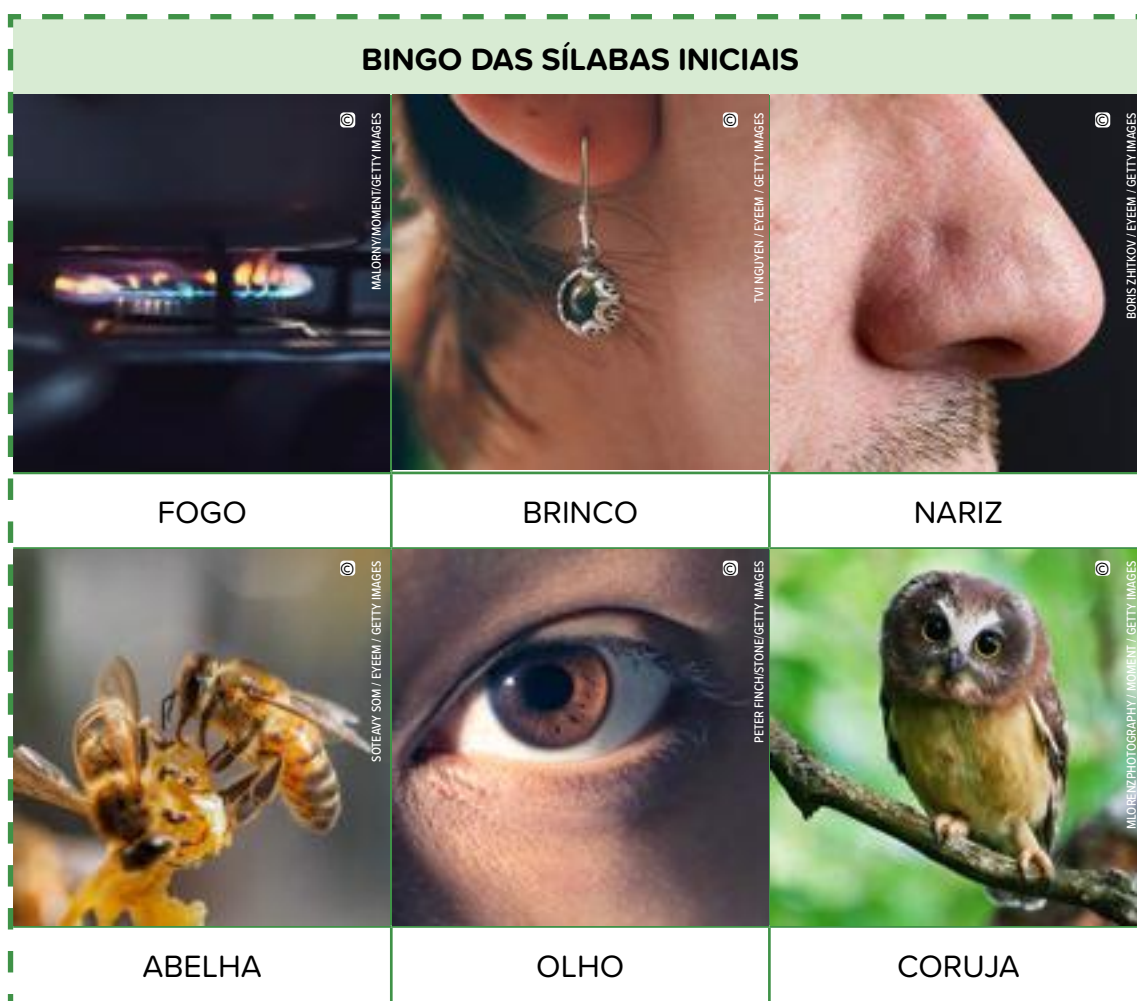 BINGO DAS SÍLABAS INICIAIS
©
MALORNY/MOMENT/GETTY IMAGES
©
TVI NGUYEN / EYEEM / GETTY IMAGES
©
BORIS ZHITKOV / EYEEM / GETTY IMAGES
FOGO
BRINCO
NARIZ
©
SOTEAVY SOM / EYEEM / GETTY IMAGES
©
PETER FINCH/STONE/GETTY IMAGES
©
MLORENZPHOTOGRAPHY / MOMENT / GETTY IMAGES
ABELHA
OLHO
CORUJA